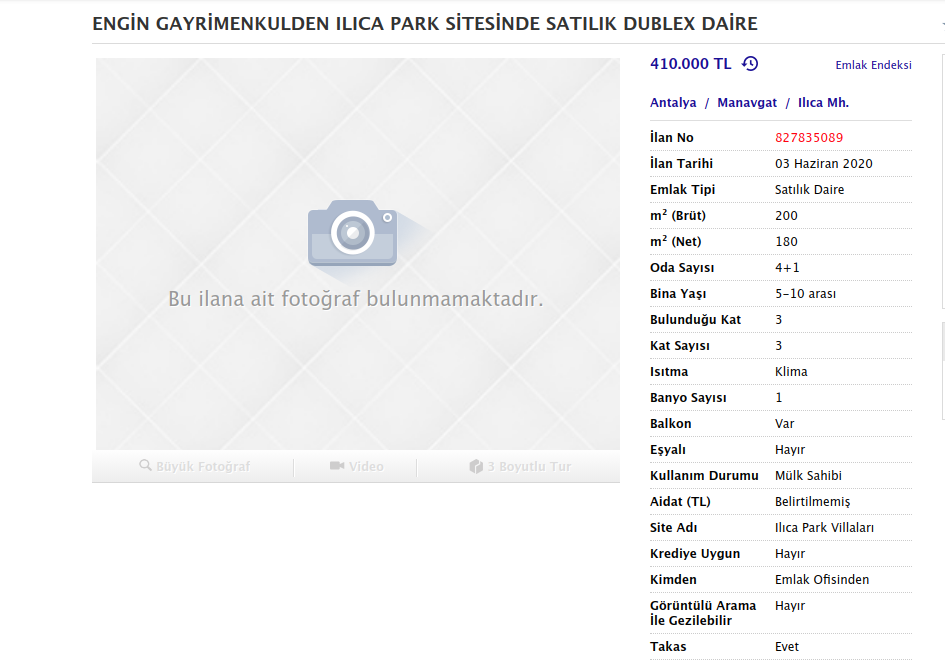 ENGİN GAYRİMENKULDEN ILICA PARK SİTESİNDE SATILIK DUBLEX DAİRE
Bu ilana ait fotoğraf bulunmamaktadır.
Büyük Fotoğraf Video 3 Boyutlu Tur
410.000 TL Emlak Endeksi
Antalya / Manavgat / Ilıca Mh.
İlan No 827835089
İlan Tarihi 03 Haziran 2020
Emlak Tipi Satılık Daire
m² (Brüt) 200
m² (Net) 180
Oda Sayısı 4+1
Bina Yaşı 5-10 arası
Bulunduğu Kat 3
Kat Sayısı 3
Isıtma Klima
Banyo Sayısı 1
Balkon Var
Eşyalı Hayır
Kullanım Durumu Mülk Sahibi
Aidat (TL) Belirtilmemiş
Site Adı Ilıca Park Villaları
Krediye Uygun Hayır
Kimden Emlak Ofisinden
Görüntülü Arama Hayır
İle Gezilebilir
Takas Evet